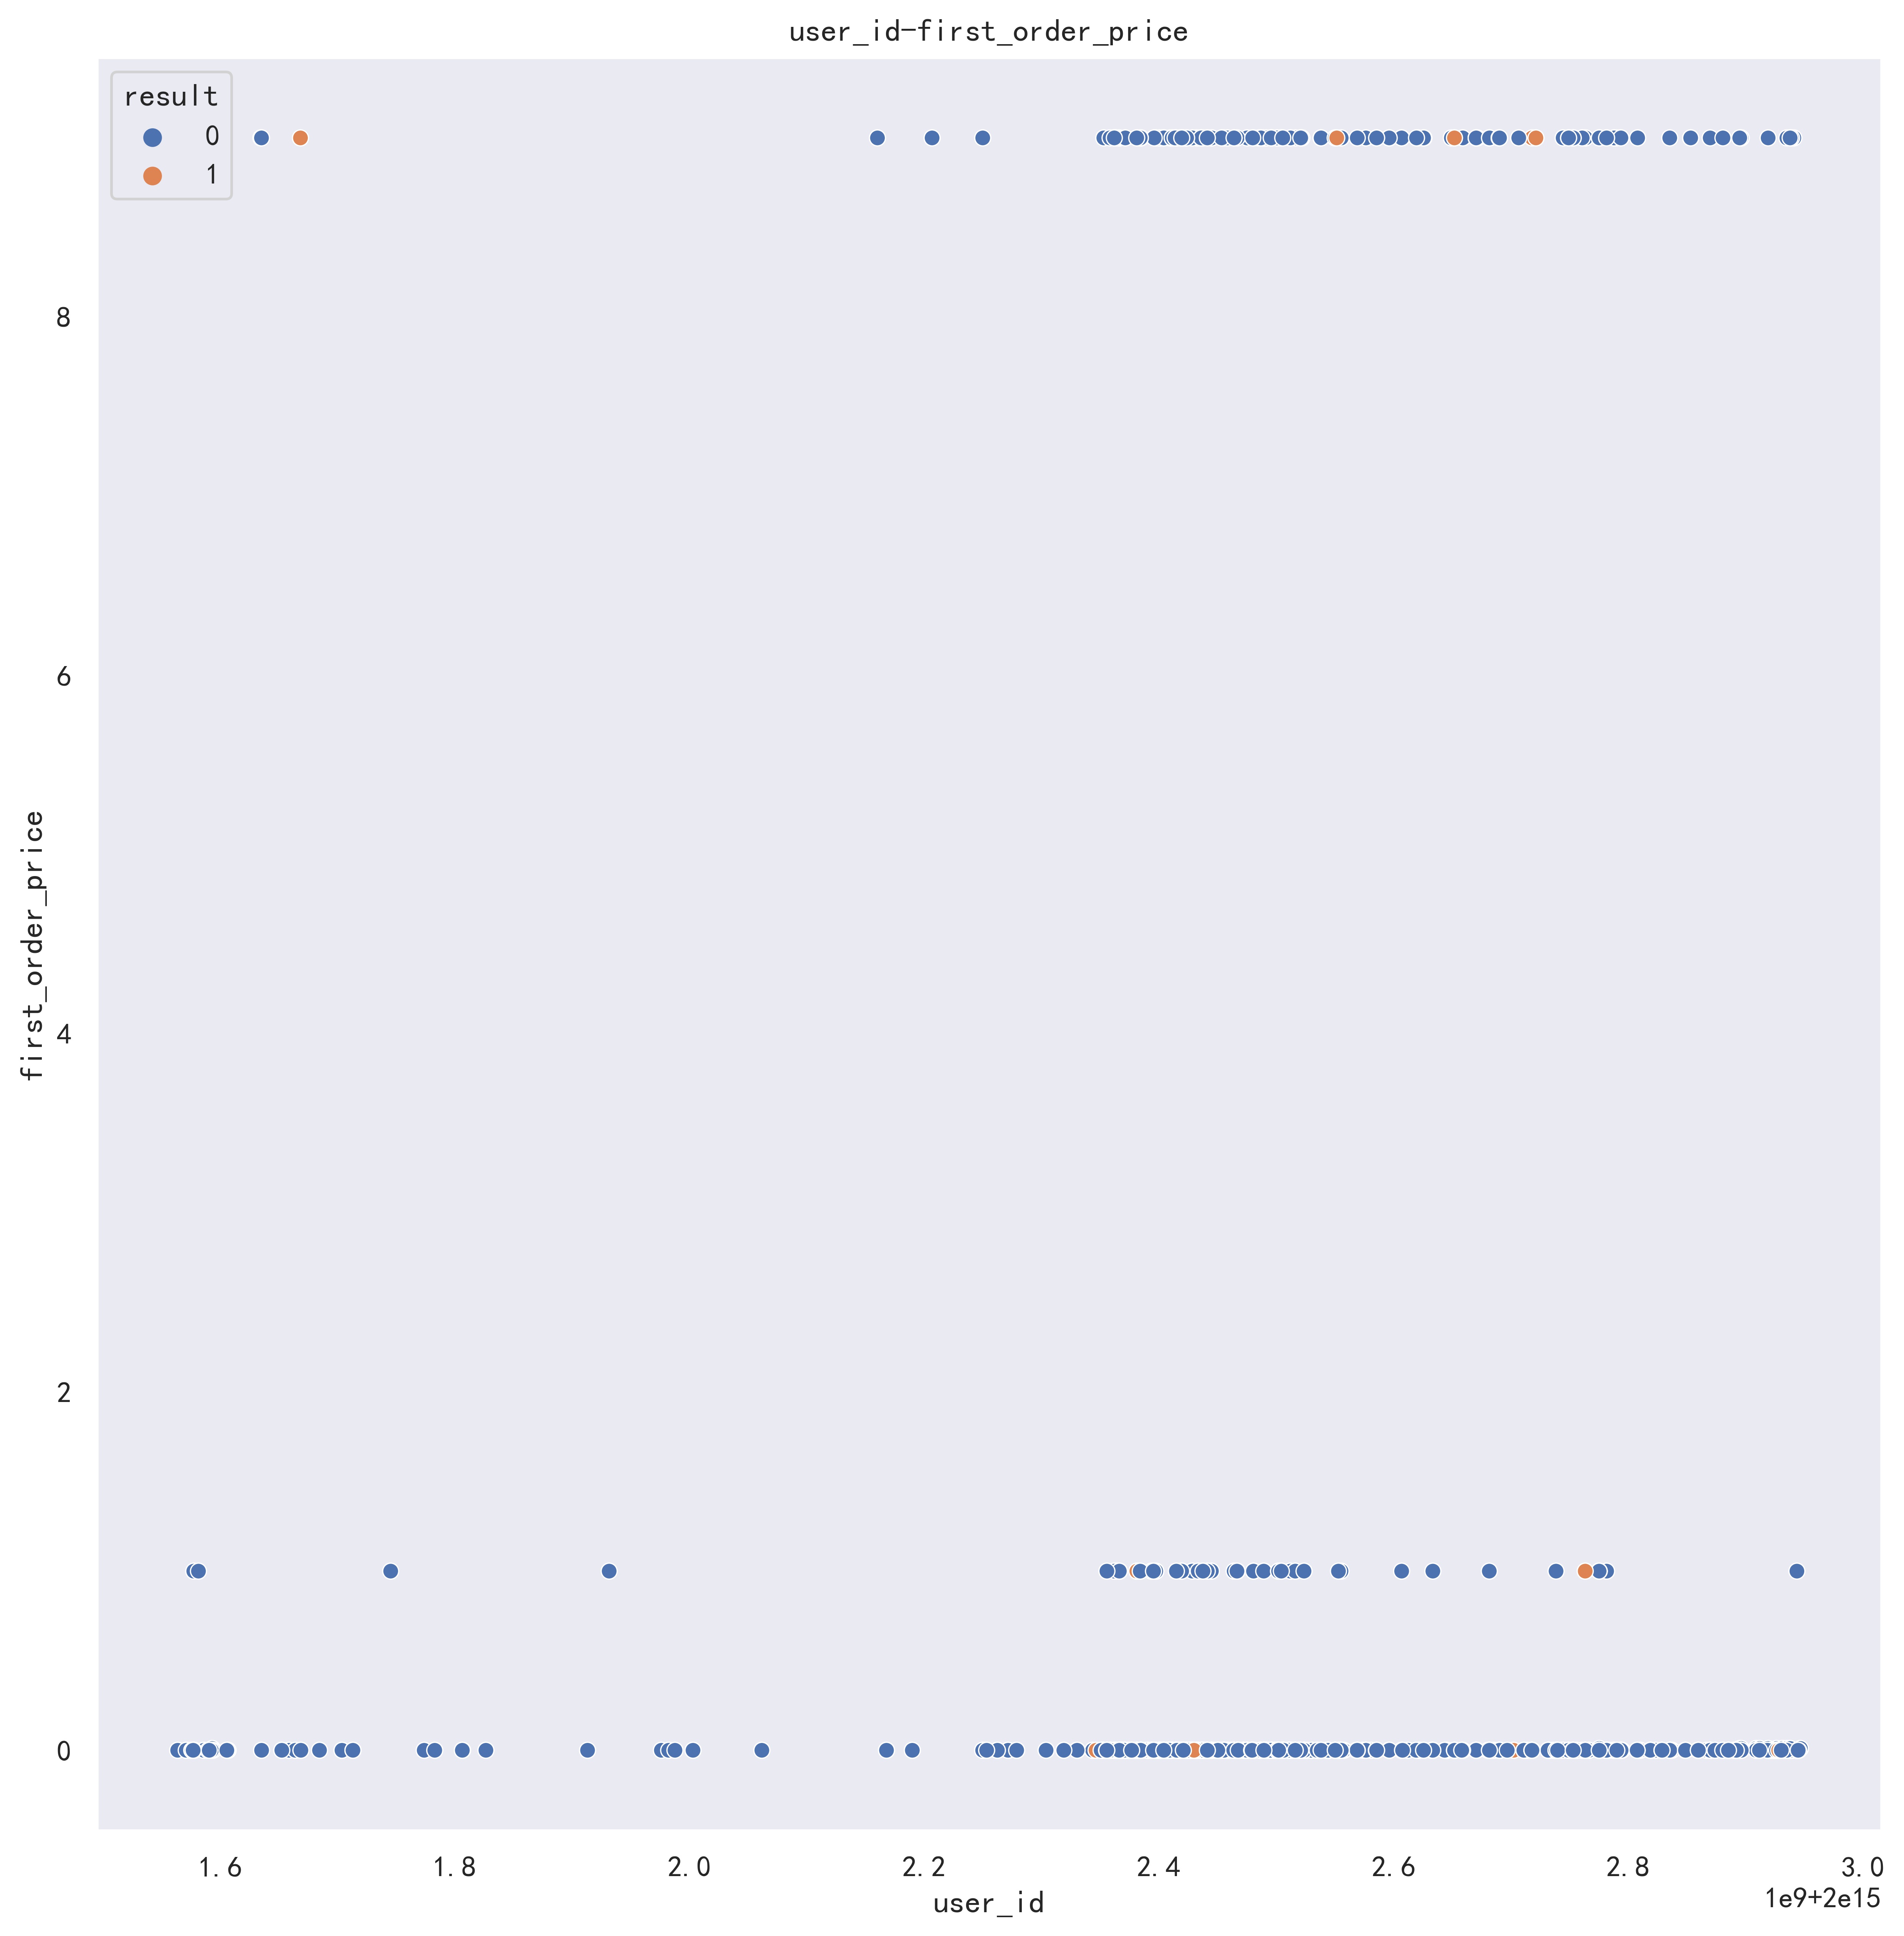 user_id-first_order_price
result
0
1
8
6
4
2
0
first_order_price
1.6 1.8 2.0 2.2 2.4 2.6 2.8 3.0
user_id
1e9+2e15